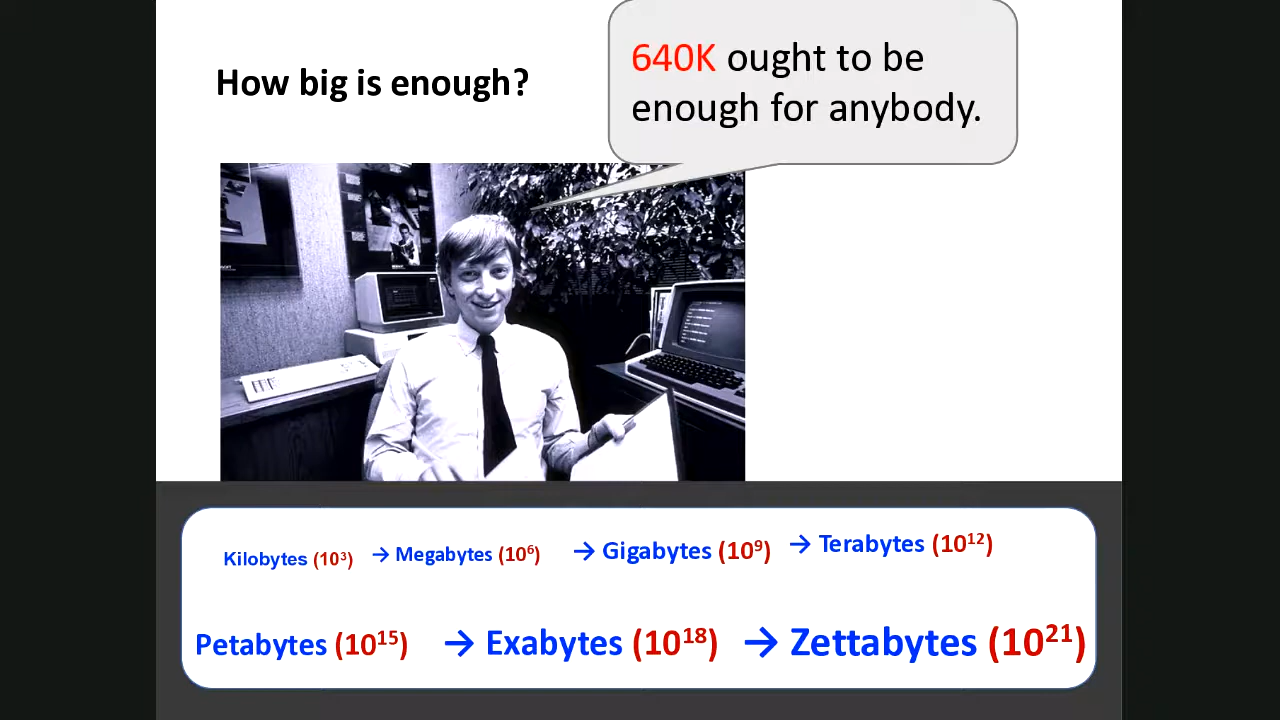 How big is enough?
640K ought to be
enough for anybody.
Kilobytes (10³) → Megabytes (10⁶) → Gigabytes (10⁹) → Terabytes (10¹²)
Petabytes (10¹⁵) → Exabytes (10¹⁸) → Zettabytes (10²¹)